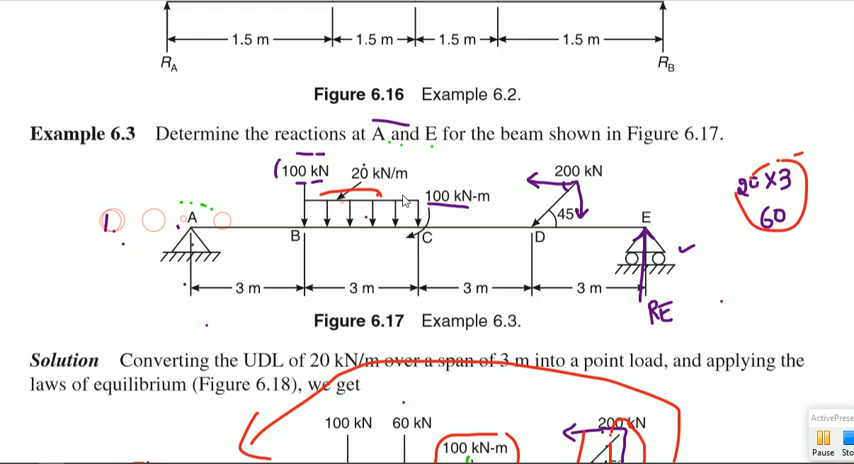 1.5 m 1.5 m 1.5 m 1.5 m
RA RB
Figure 6.16 Example 6.2.
Example 6.3 Determine the reactions at A and E for the beam shown in Figure 6.17.
(100 kN 20 kN/m 200 kN
20 x 3
100 kN-m
60
1. A 45° E
B C D
3 m 3 m 3 m 3 m
RE
Figure 6.17 Example 6.3.
Solution Converting the UDL of 20 kN/m over a span of 3 m into a point load, and applying the
laws of equilibrium (Figure 6.18), we get
ActivePrese
100 kN 60 kN 200 kN
100 kN-m
Pause Sto